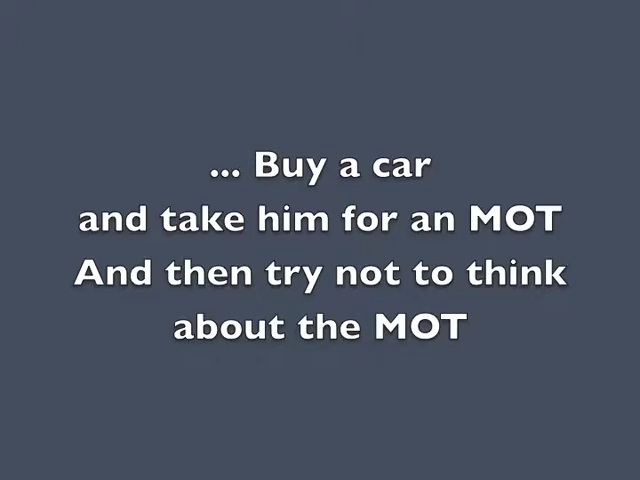 ... Buy a car
and take him for an MOT
And then try not to think
about the MOT